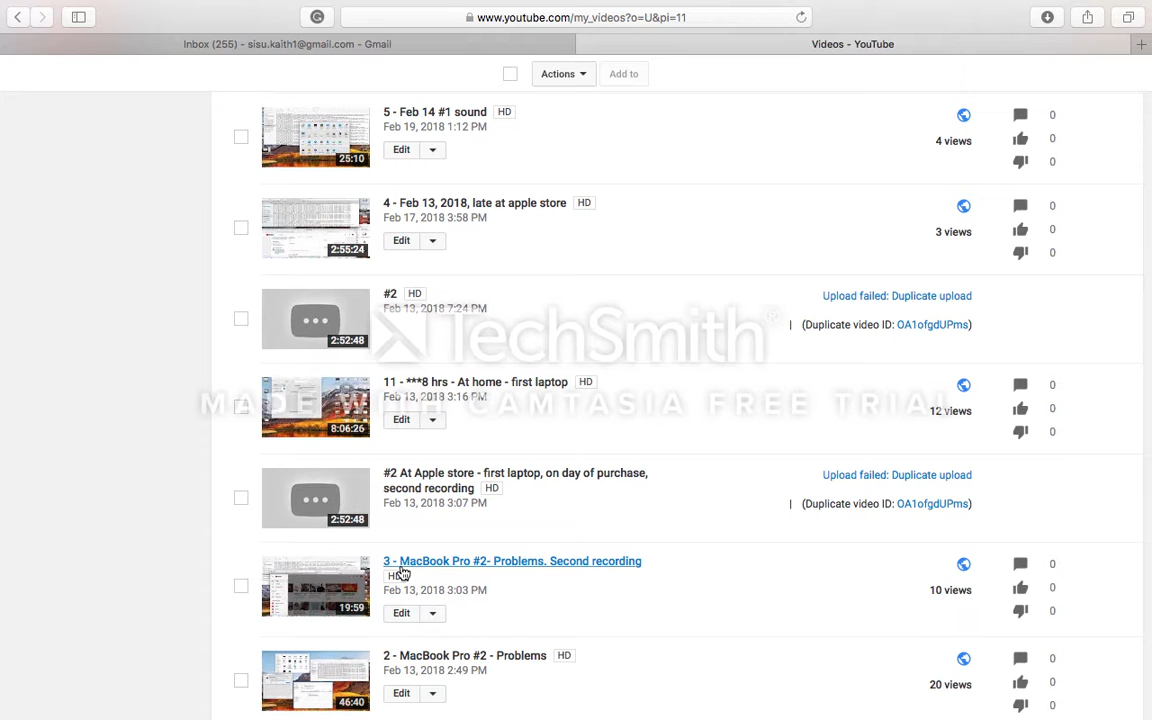 www.youtube.com/my_videos?o=U&pi=11
Inbox (255) - sisu.kaith1@gmail.com - Gmail
Videos - YouTube
Actions
Add to
5 - Feb 14 #1 sound HD
Feb 19, 2018 1:12 PM
Edit
25:10
4 views
0
0
0
4 - Feb 13, 2018, late at apple store HD
Feb 17, 2018 3:58 PM
Edit
2:55:24
3 views
0
0
0
#2 HD
Feb 13, 2018 7:24 PM
2:52:48
Upload failed: Duplicate upload
| (Duplicate video ID: OA1ofgdUPms)
TechSmith®
MADE WITH CAMTASIA FREE TRIAL
11 - ***8 hrs - At home - first laptop HD
Feb 13, 2018 3:16 PM
Edit
8:06:26
12 views
0
0
0
#2 At Apple store - first laptop, on day of purchase,
second recording HD
Feb 13, 2018 3:07 PM
2:52:48
Upload failed: Duplicate upload
| (Duplicate video ID: OA1ofgdUPms)
3 - MacBook Pro #2- Problems. Second recording
HD
Feb 13, 2018 3:03 PM
Edit
19:59
10 views
0
0
0
2 - MacBook Pro #2 - Problems HD
Feb 13, 2018 2:49 PM
Edit
46:40
20 views
0
0
0